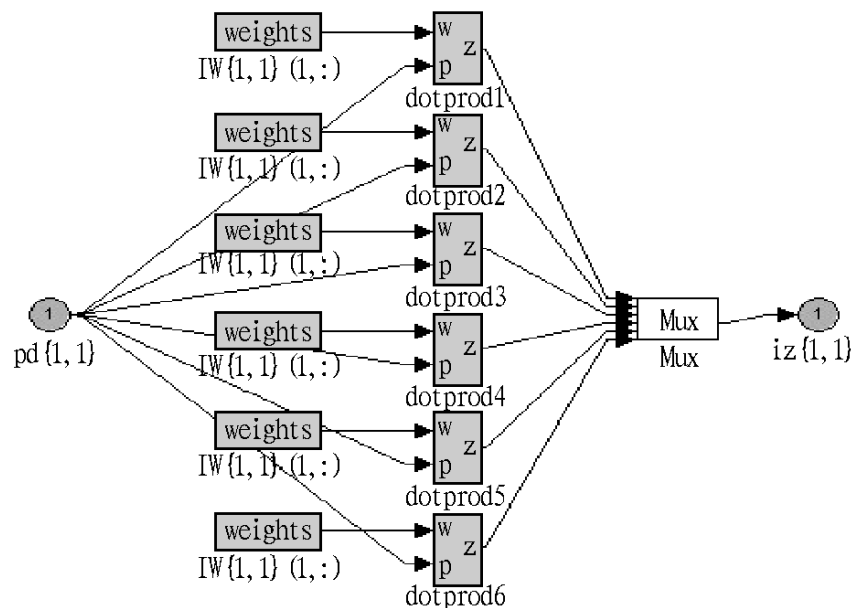 weights
w
z
p
IW{1,1} (1,:)
dotprod1
weights
w
z
p
IW{1,1} (1,:)
dotprod2
weights
w
z
p
IW{1,1} (1,:)
dotprod3
1
pd{1,1}
weights
w
z
p
IW{1,1} (1,:)
dotprod4
Mux
Mux
1
iz{1,1}
weights
w
z
p
IW{1,1} (1,:)
dotprod5
weights
w
z
p
IW{1,1} (1,:)
dotprod6